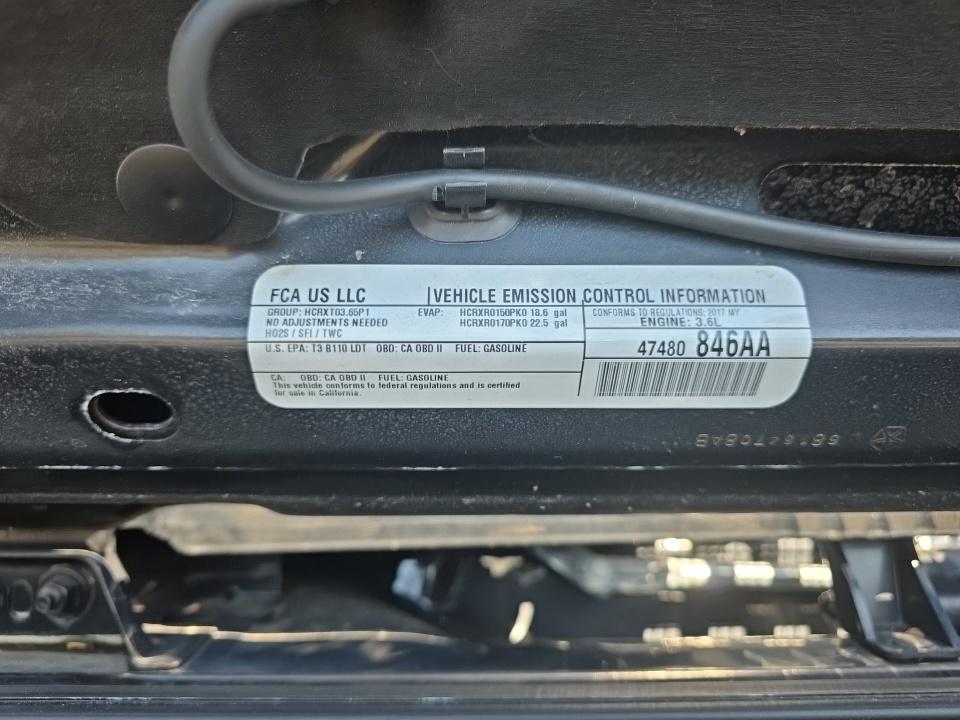 FCA US LLC
VEHICLE EMISSION CONTROL INFORMATION
GROUP: HCRXT03.65P1
NO ADJUSTMENTS NEEDED
HO2S / SFI / TWC
EVAP: HCRXR0150PK0 18.6 gal
HCRXR0170PK0 22.5 gal
CONFORMS TO REGULATIONS: 2017 MY
ENGINE: 3.6L
U.S. EPA: T3 B110 LDT OBD: CA OBD II FUEL: GASOLINE
47480 846AA
CA: OBD: CA OBD II FUEL: GASOLINE
This vehicle conforms to federal regulations and is certified
for sale in California.